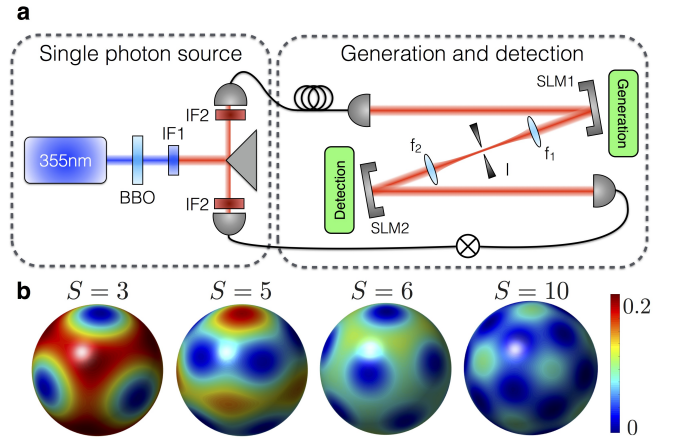 a
Single photon source
Generation and detection
355nm
BBO
IF1
IF2
IF2
SLM1
Generation
f1
I
f2
Detection
SLM2
b
S = 3
S = 5
S = 6
S = 10
0.2
0